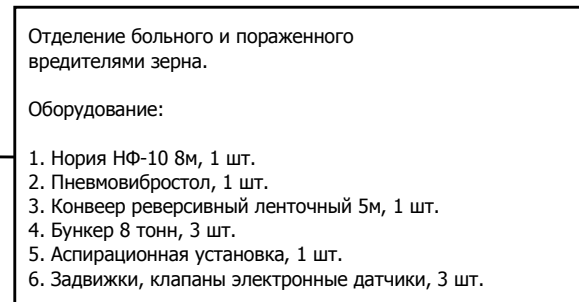 Отделение больного и пораженного
вредителями зерна.
Оборудование:
1. Нория НФ-10 8м, 1 шт.
2. Пневмовибростол, 1 шт.
3. Конвеер реверсивный ленточный 5м, 1 шт.
4. Бункер 8 тонн, 3 шт.
5. Аспирационная установка, 1 шт.
6. Задвижки, клапаны электронные датчики, 3 шт.